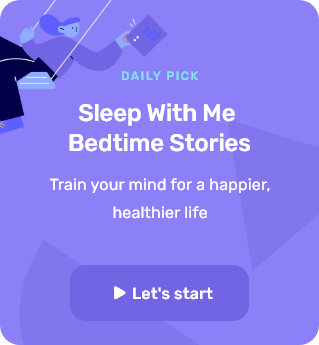 DAILY PICK
Sleep With Me
Bedtime Stories
Train your mind for a happier,
healthier life
Let's start